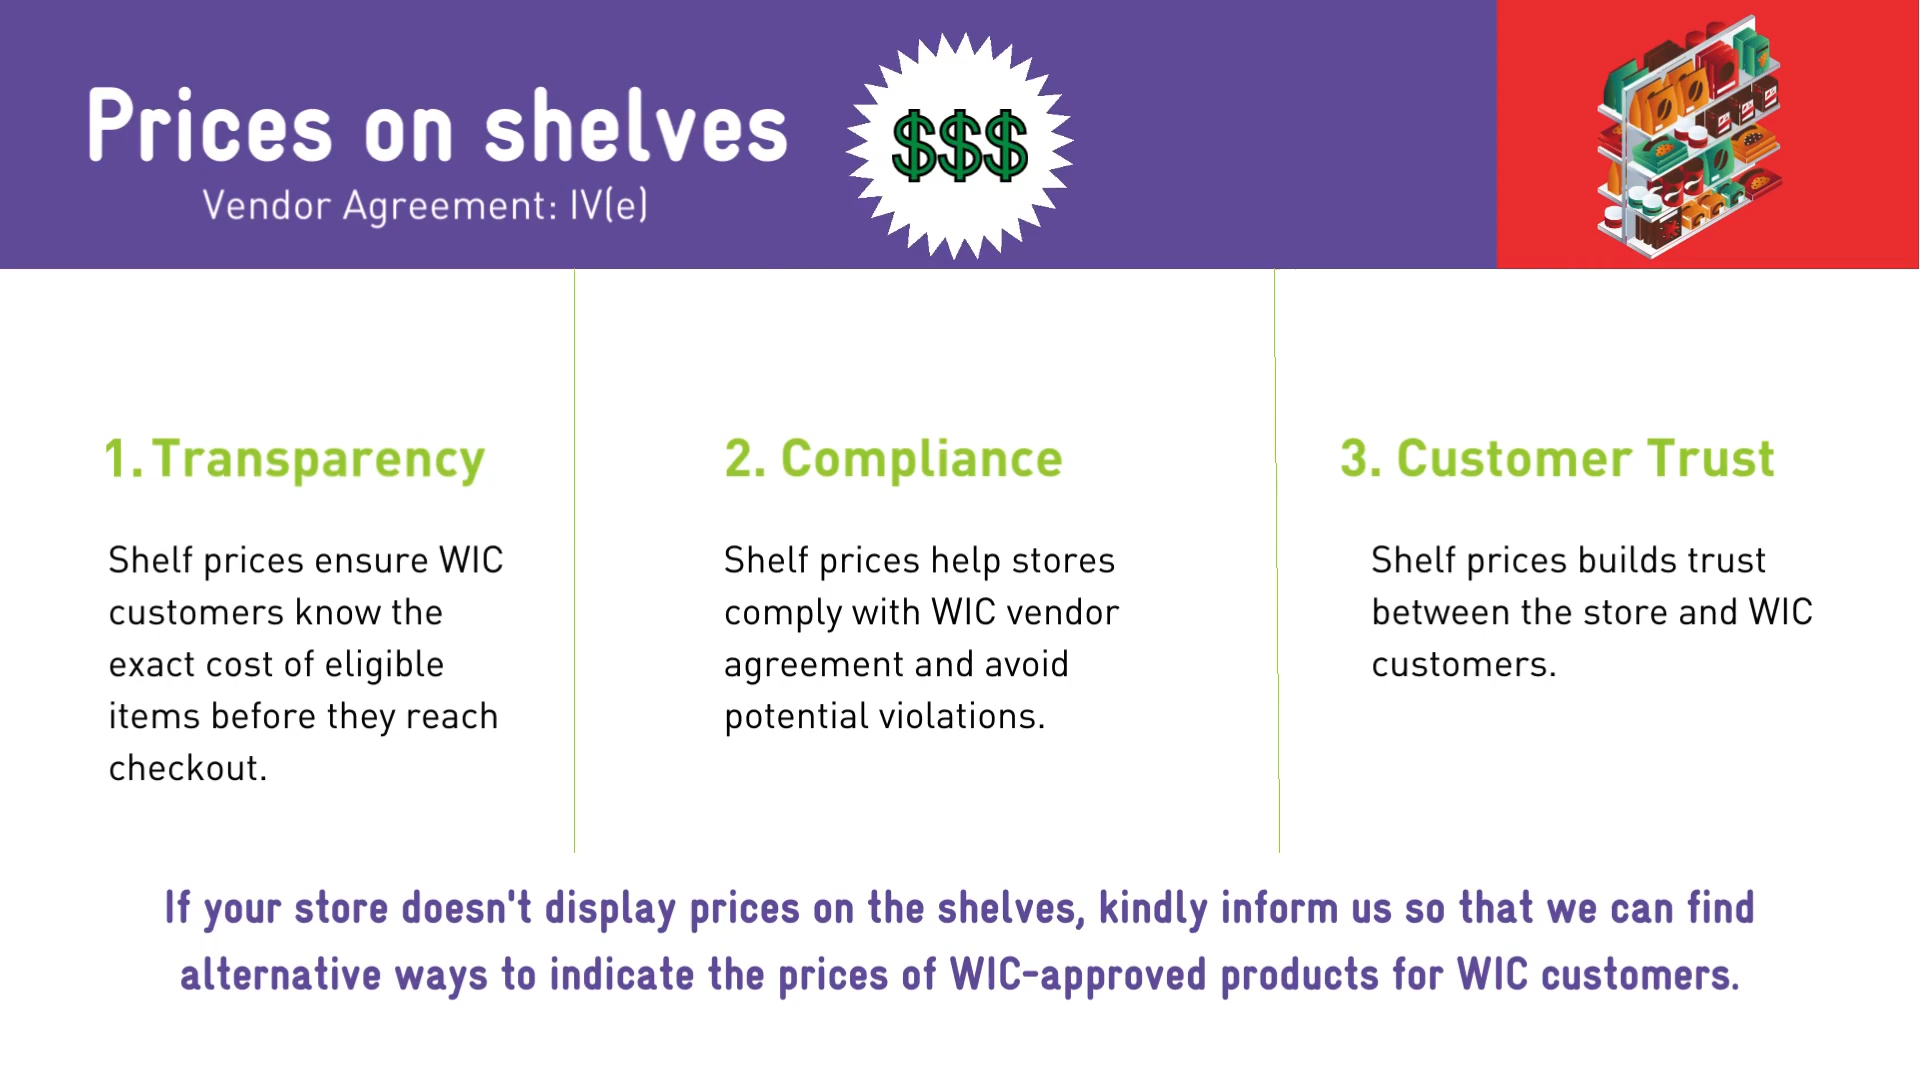 Prices on shelves
Vendor Agreement: IV(e)
$$$
1. Transparency
Shelf prices ensure WIC
customers know the
exact cost of eligible
items before they reach
checkout.
2. Compliance
Shelf prices help stores
comply with WIC vendor
agreement and avoid
potential violations.
3. Customer Trust
Shelf prices builds trust
between the store and WIC
customers.
If your store doesn't display prices on the shelves, kindly inform us so that we can find
alternative ways to indicate the prices of WIC-approved products for WIC customers.